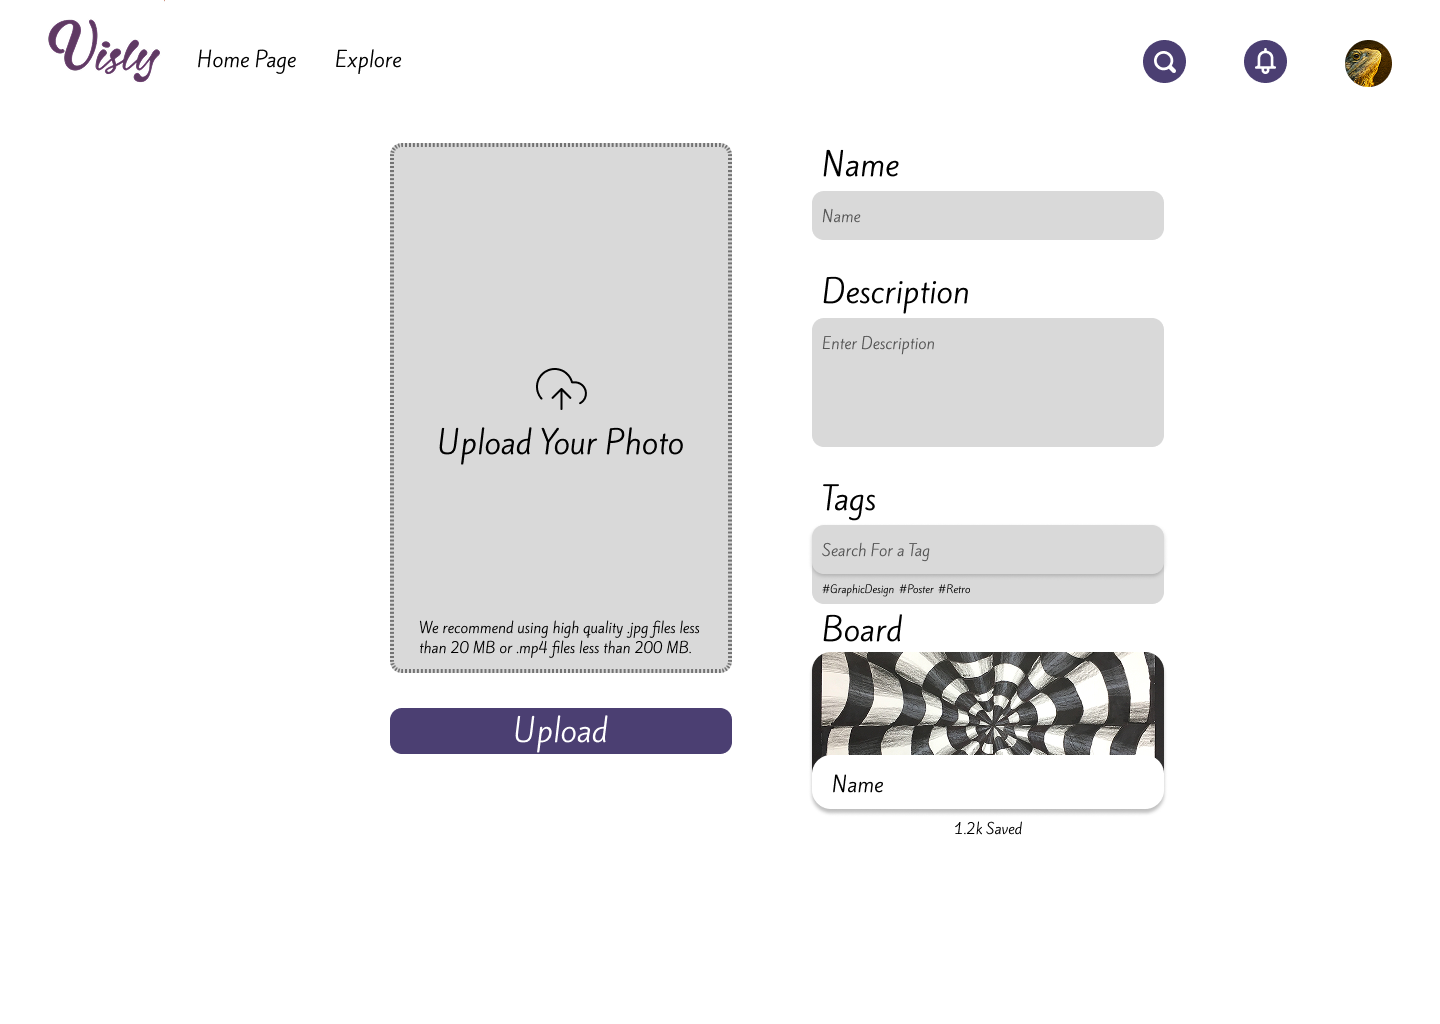 Visly
Home Page
Explore
Upload Your Photo
We recommend using high quality .jpg files less
than 20 MB or .mp4 files less than 200 MB.
Upload
Name
Name
Description
Enter Description
Tags
Search For a Tag
#GraphicDesign #Poster #Retro
Board
Name
1.2k Saved